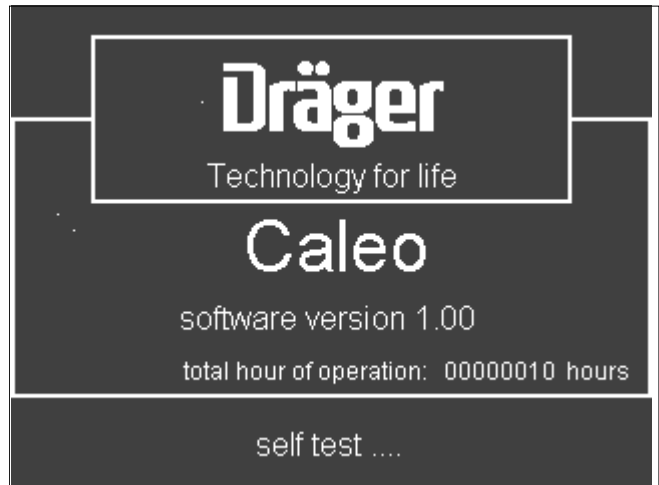 Dräger
Technology for life
Caleo
software version 1.00
total hour of operation: 00000010 hours
self test ....